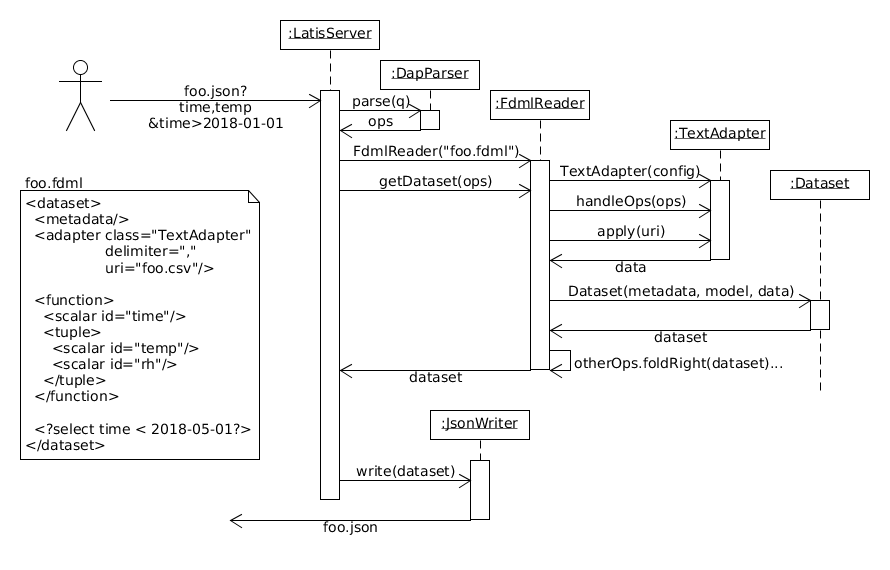 :LatisServer
:DapParser
:FdmlReader
:TextAdapter
:Dataset
foo.json?
time,temp
&time>2018-01-01
parse(q)
ops
FdmlReader("foo.fdml")
getDataset(ops)
TextAdapter(config)
handleOps(ops)
apply(uri)
data
Dataset(metadata, model, data)
dataset
otherOps.foldRight(dataset)...
dataset
foo.fdml
<dataset>
  <metadata/>
  <adapter class="TextAdapter"
                  delimiter=","
                  uri="foo.csv"/>
  <function>
    <scalar id="time"/>
    <tuple>
      <scalar id="temp"/>
      <scalar id="rh"/>
    </tuple>
  </function>
  <?select time < 2018-05-01?>
</dataset>
:JsonWriter
write(dataset)
foo.json